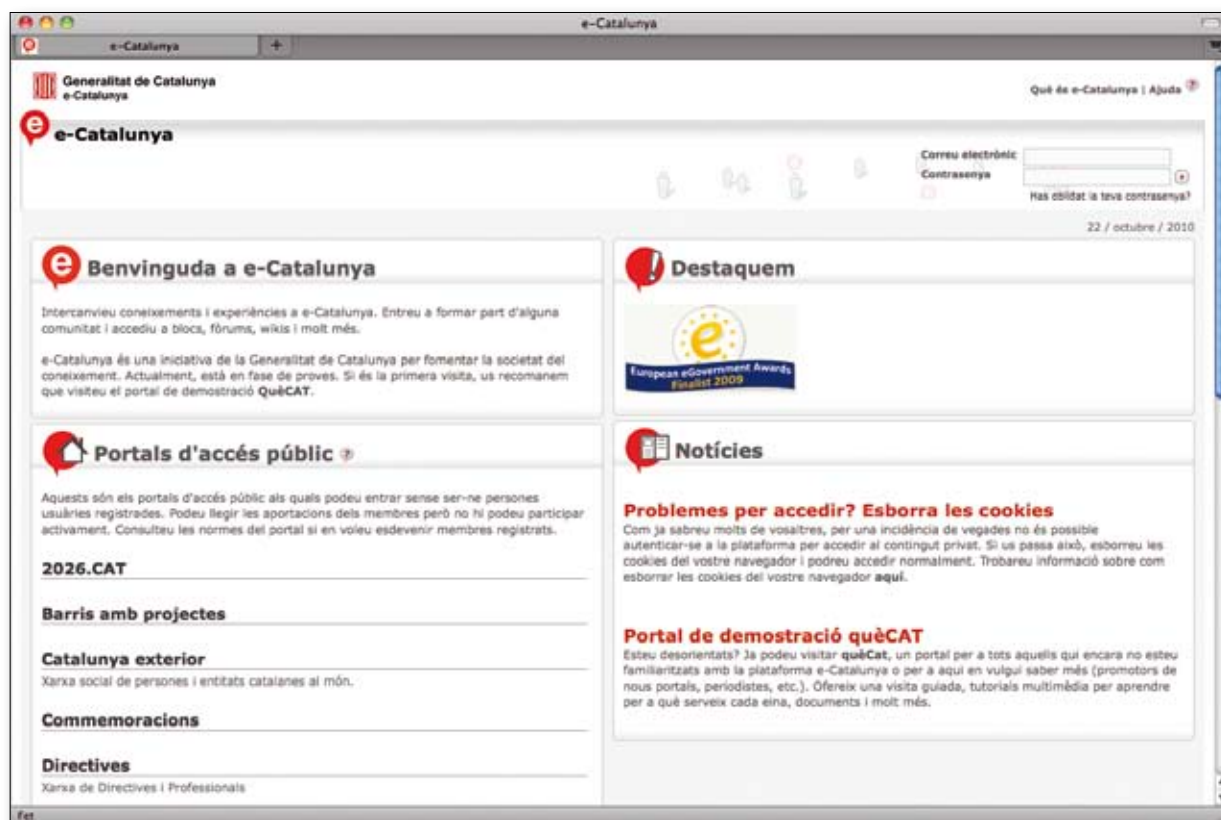 e-Catalunya
e-Catalunya
+
Generalitat de Catalunya
e-Catalunya
Què és e-Catalunya | Ajuda ?
e e-Catalunya
Correu electrònic
Contrasenya
Has oblidat la teva contrasenya?
22 / octubre / 2010
e Benvinguda a e-Catalunya
Intercanvieu coneixements i experiències a e-Catalunya. Entreu a formar part d'alguna
comunitat i accediu a blocs, fòrums, wikis i molt més.
e-Catalunya és una iniciativa de la Generalitat de Catalunya per fomentar la societat del
coneixement. Actualment, està en fase de proves. Si és la primera visita, us recomanem
que visiteu el portal de demostració QuèCAT.
Portals d'accés públic ?
Aquests són els portals d'accés públic als quals podeu entrar sense ser-ne persones
usuàries registrades. Podeu llegir les aportacions dels membres però no hi podeu participar
activament. Consulteu les normes del portal si en voleu esdevenir membres registrats.
2026.CAT
Barris amb projectes
Catalunya exterior
Xarxa social de persones i entitats catalanes al món.
Commemoracions
Directives
Xarxa de Directives i Professionals
! Destaquem
e
European eGovernment Awards
Finalist 2009
Notícies
Problemes per accedir? Esborra les cookies
Com ja sabreu molts de vosaltres, per una incidència de vegades no és possible
autenticar-se a la plataforma per accedir al contingut privat. Si us passa això, esborreu les
cookies del vostre navegador i podreu accedir normalment. Trobareu informació sobre com
esborrar les cookies del vostre navegador aquí.
Portal de demostració quèCAT
Esteu desorientats? Ja podeu visitar quèCat, un portal per a tots aquells qui encara no esteu
familiaritzats amb la plataforma e-Catalunya o per a aqui en vulgui saber més (promotors de
nous portals, periodistes, etc.). Ofereix una visita guiada, tutorials multimèdia per aprendre
per a què serveix cada eina, documents i molt més.
Fet